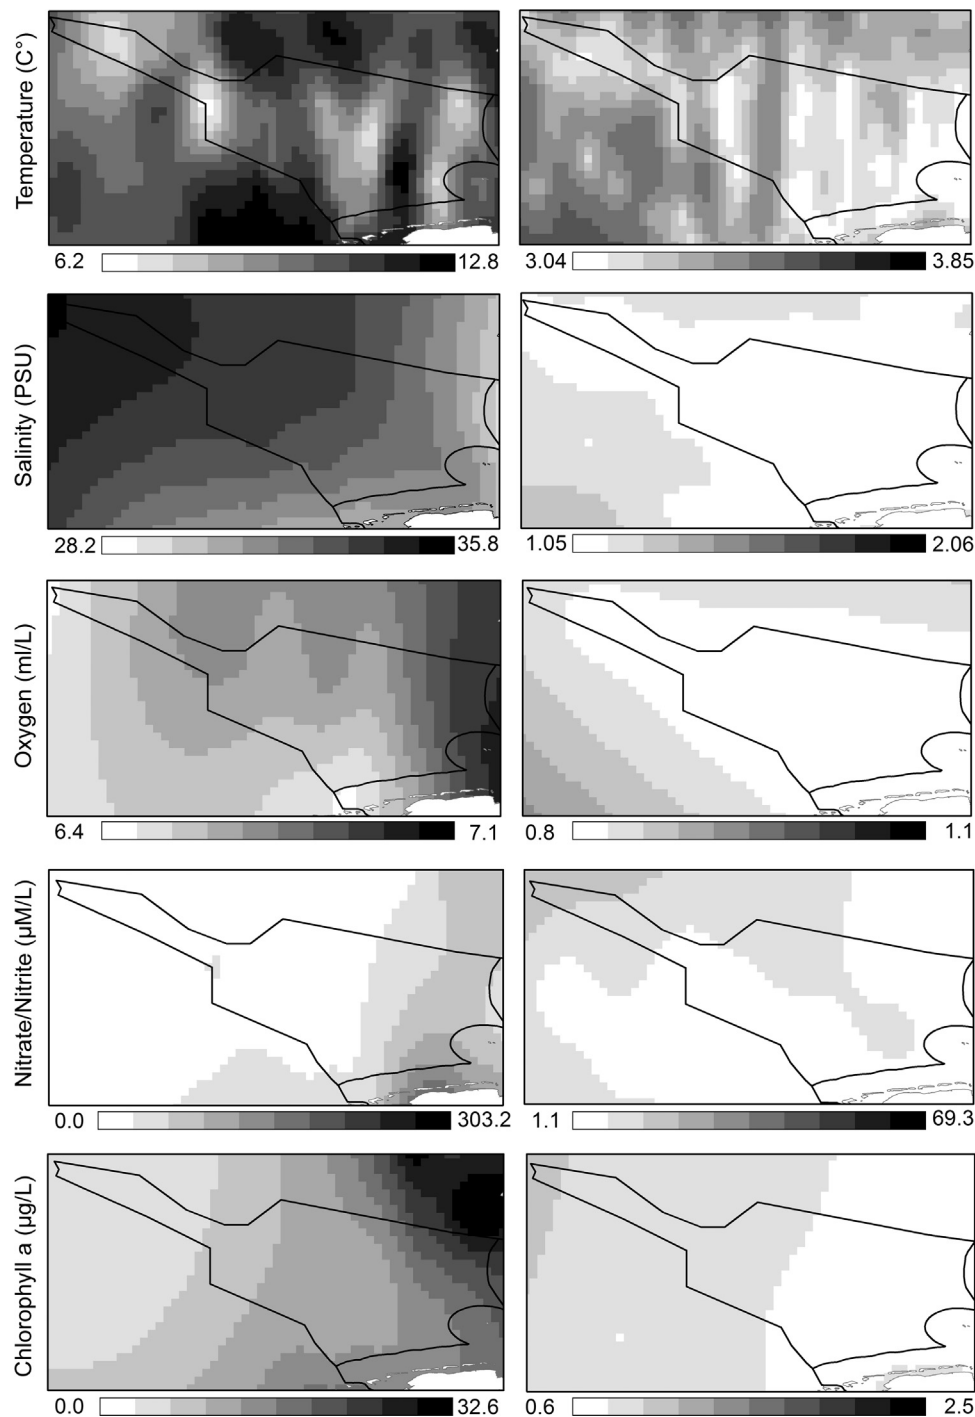 Temperature (C°)
6.2 12.8 3.04 3.85
Salinity (PSU)
28.2 35.8 1.05 2.06
Oxygen (ml/L)
6.4 7.1 0.8 1.1
Nitrate/Nitrite (µM/L)
0.0 303.2 1.1 69.3
Chlorophyll a (µg/L)
0.0 32.6 0.6 2.5